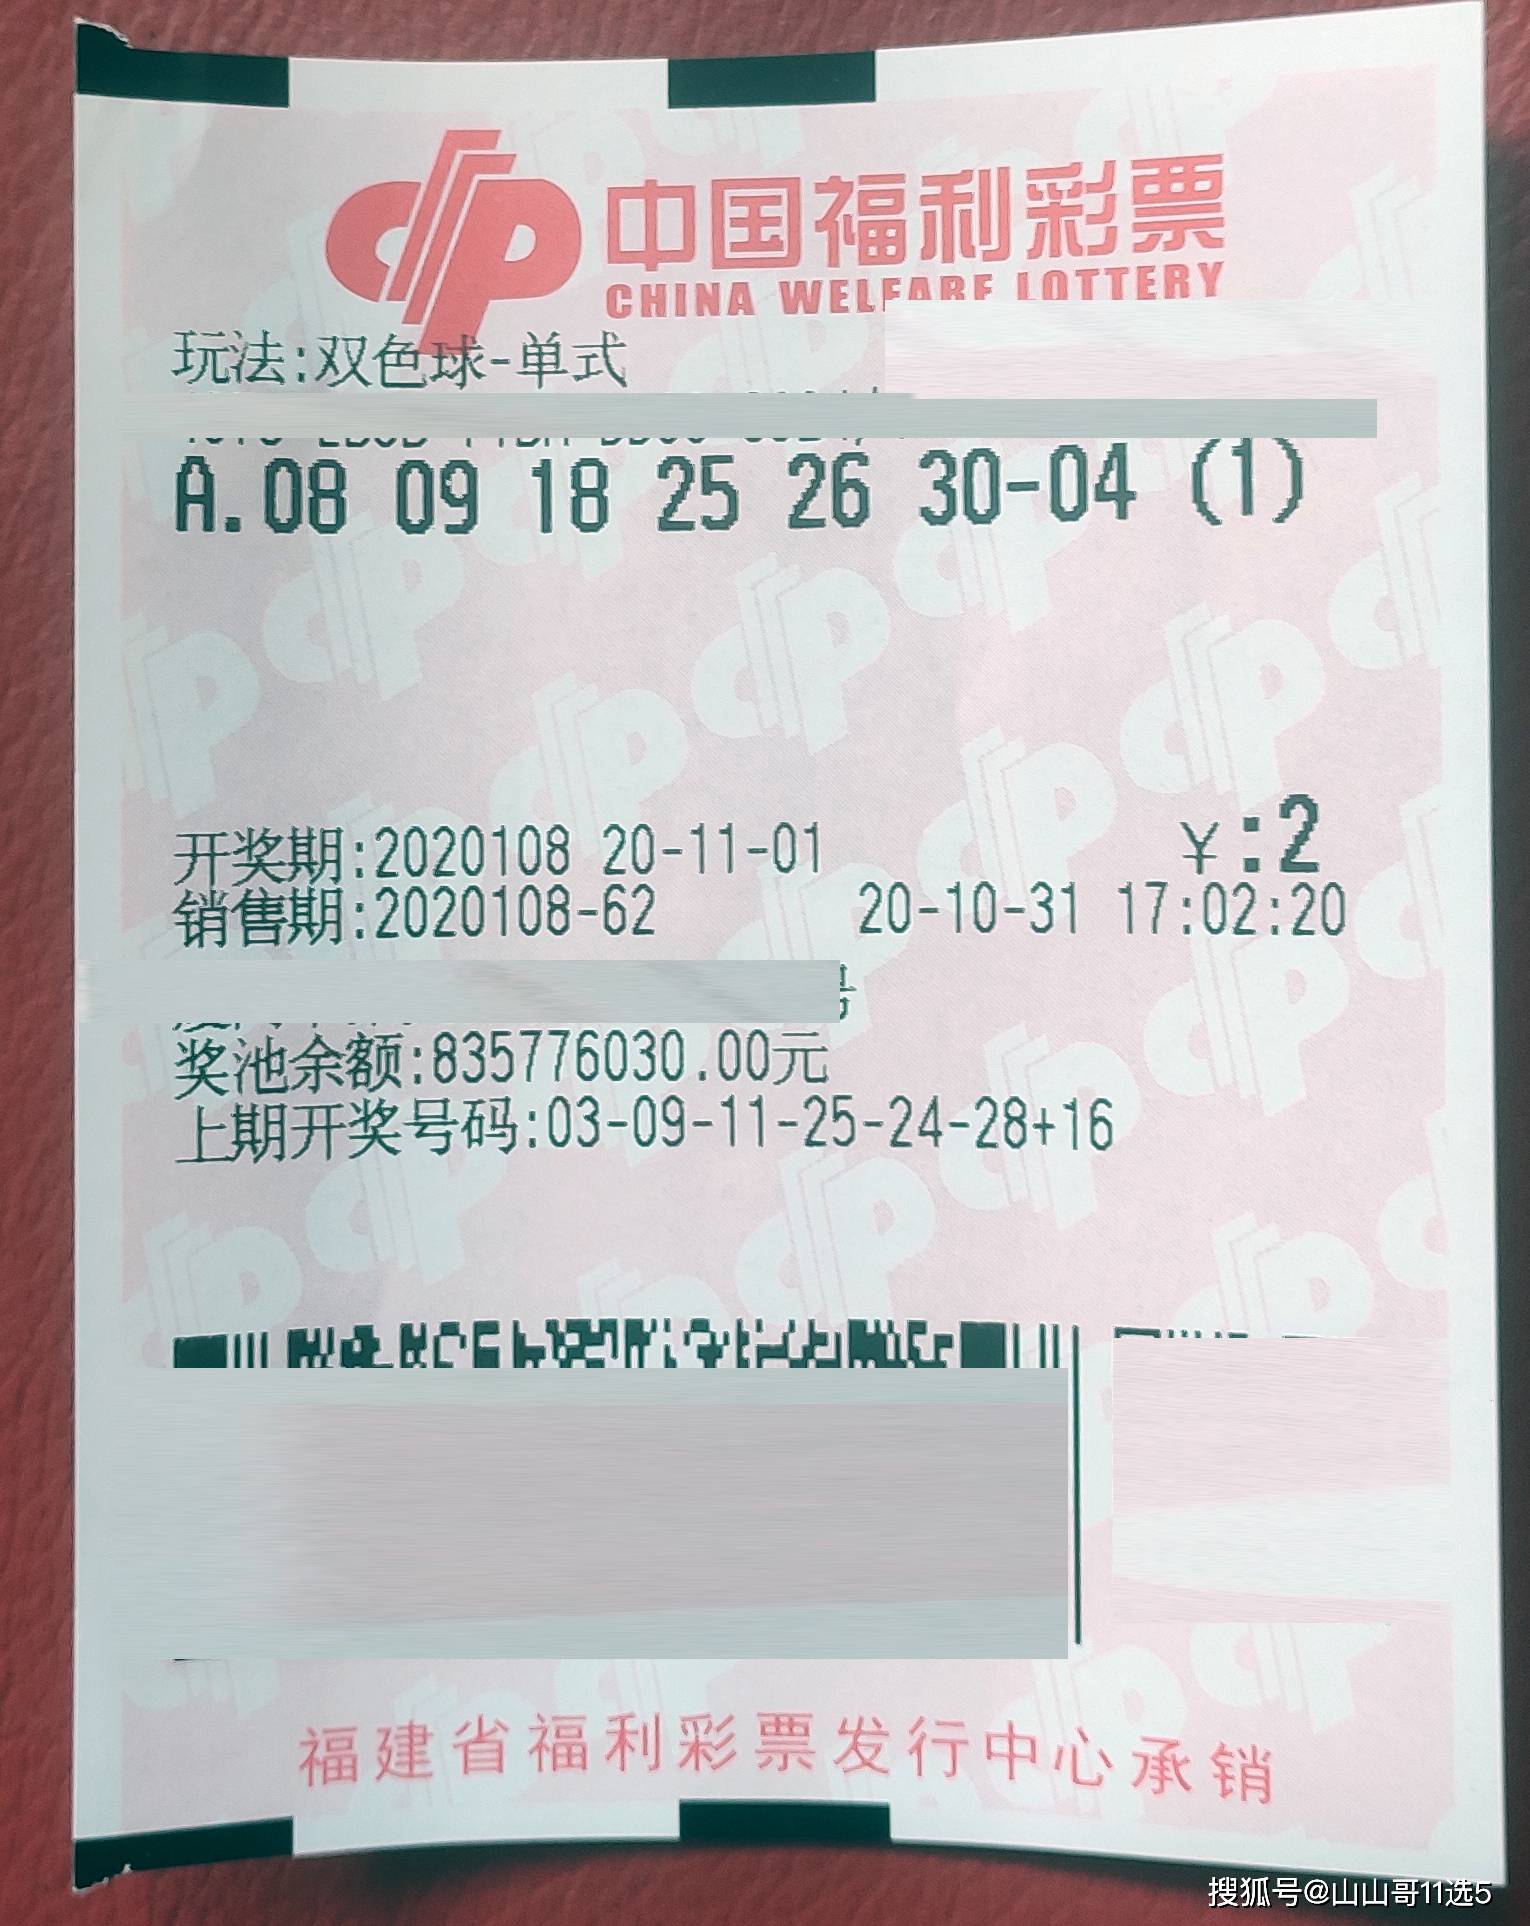 中国福利彩票
CHINA WELFARE LOTTERY
玩法:双色球-单式
A.08 09 18 25 26 30-04 (1)
开奖期:2020108 20-11-01 ¥:2
销售期:2020108-62 20-10-31 17:02:20
号
奖池余额:835776030.00元
上期开奖号码:03-09-11-25-24-28+16
福建省福利彩票发行中心承销
搜狐号@山山哥11选5